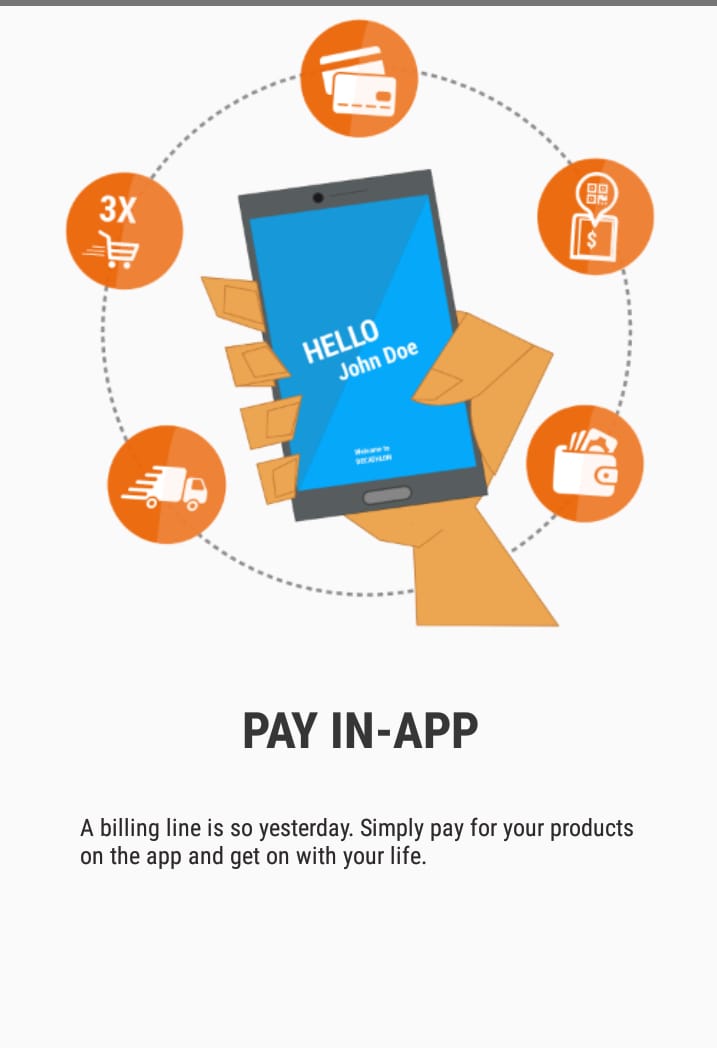 3X
$
HELLO
John Doe
Welcome to
DECATHLON
PAY IN-APP
A billing line is so yesterday. Simply pay for your products
on the app and get on with your life.